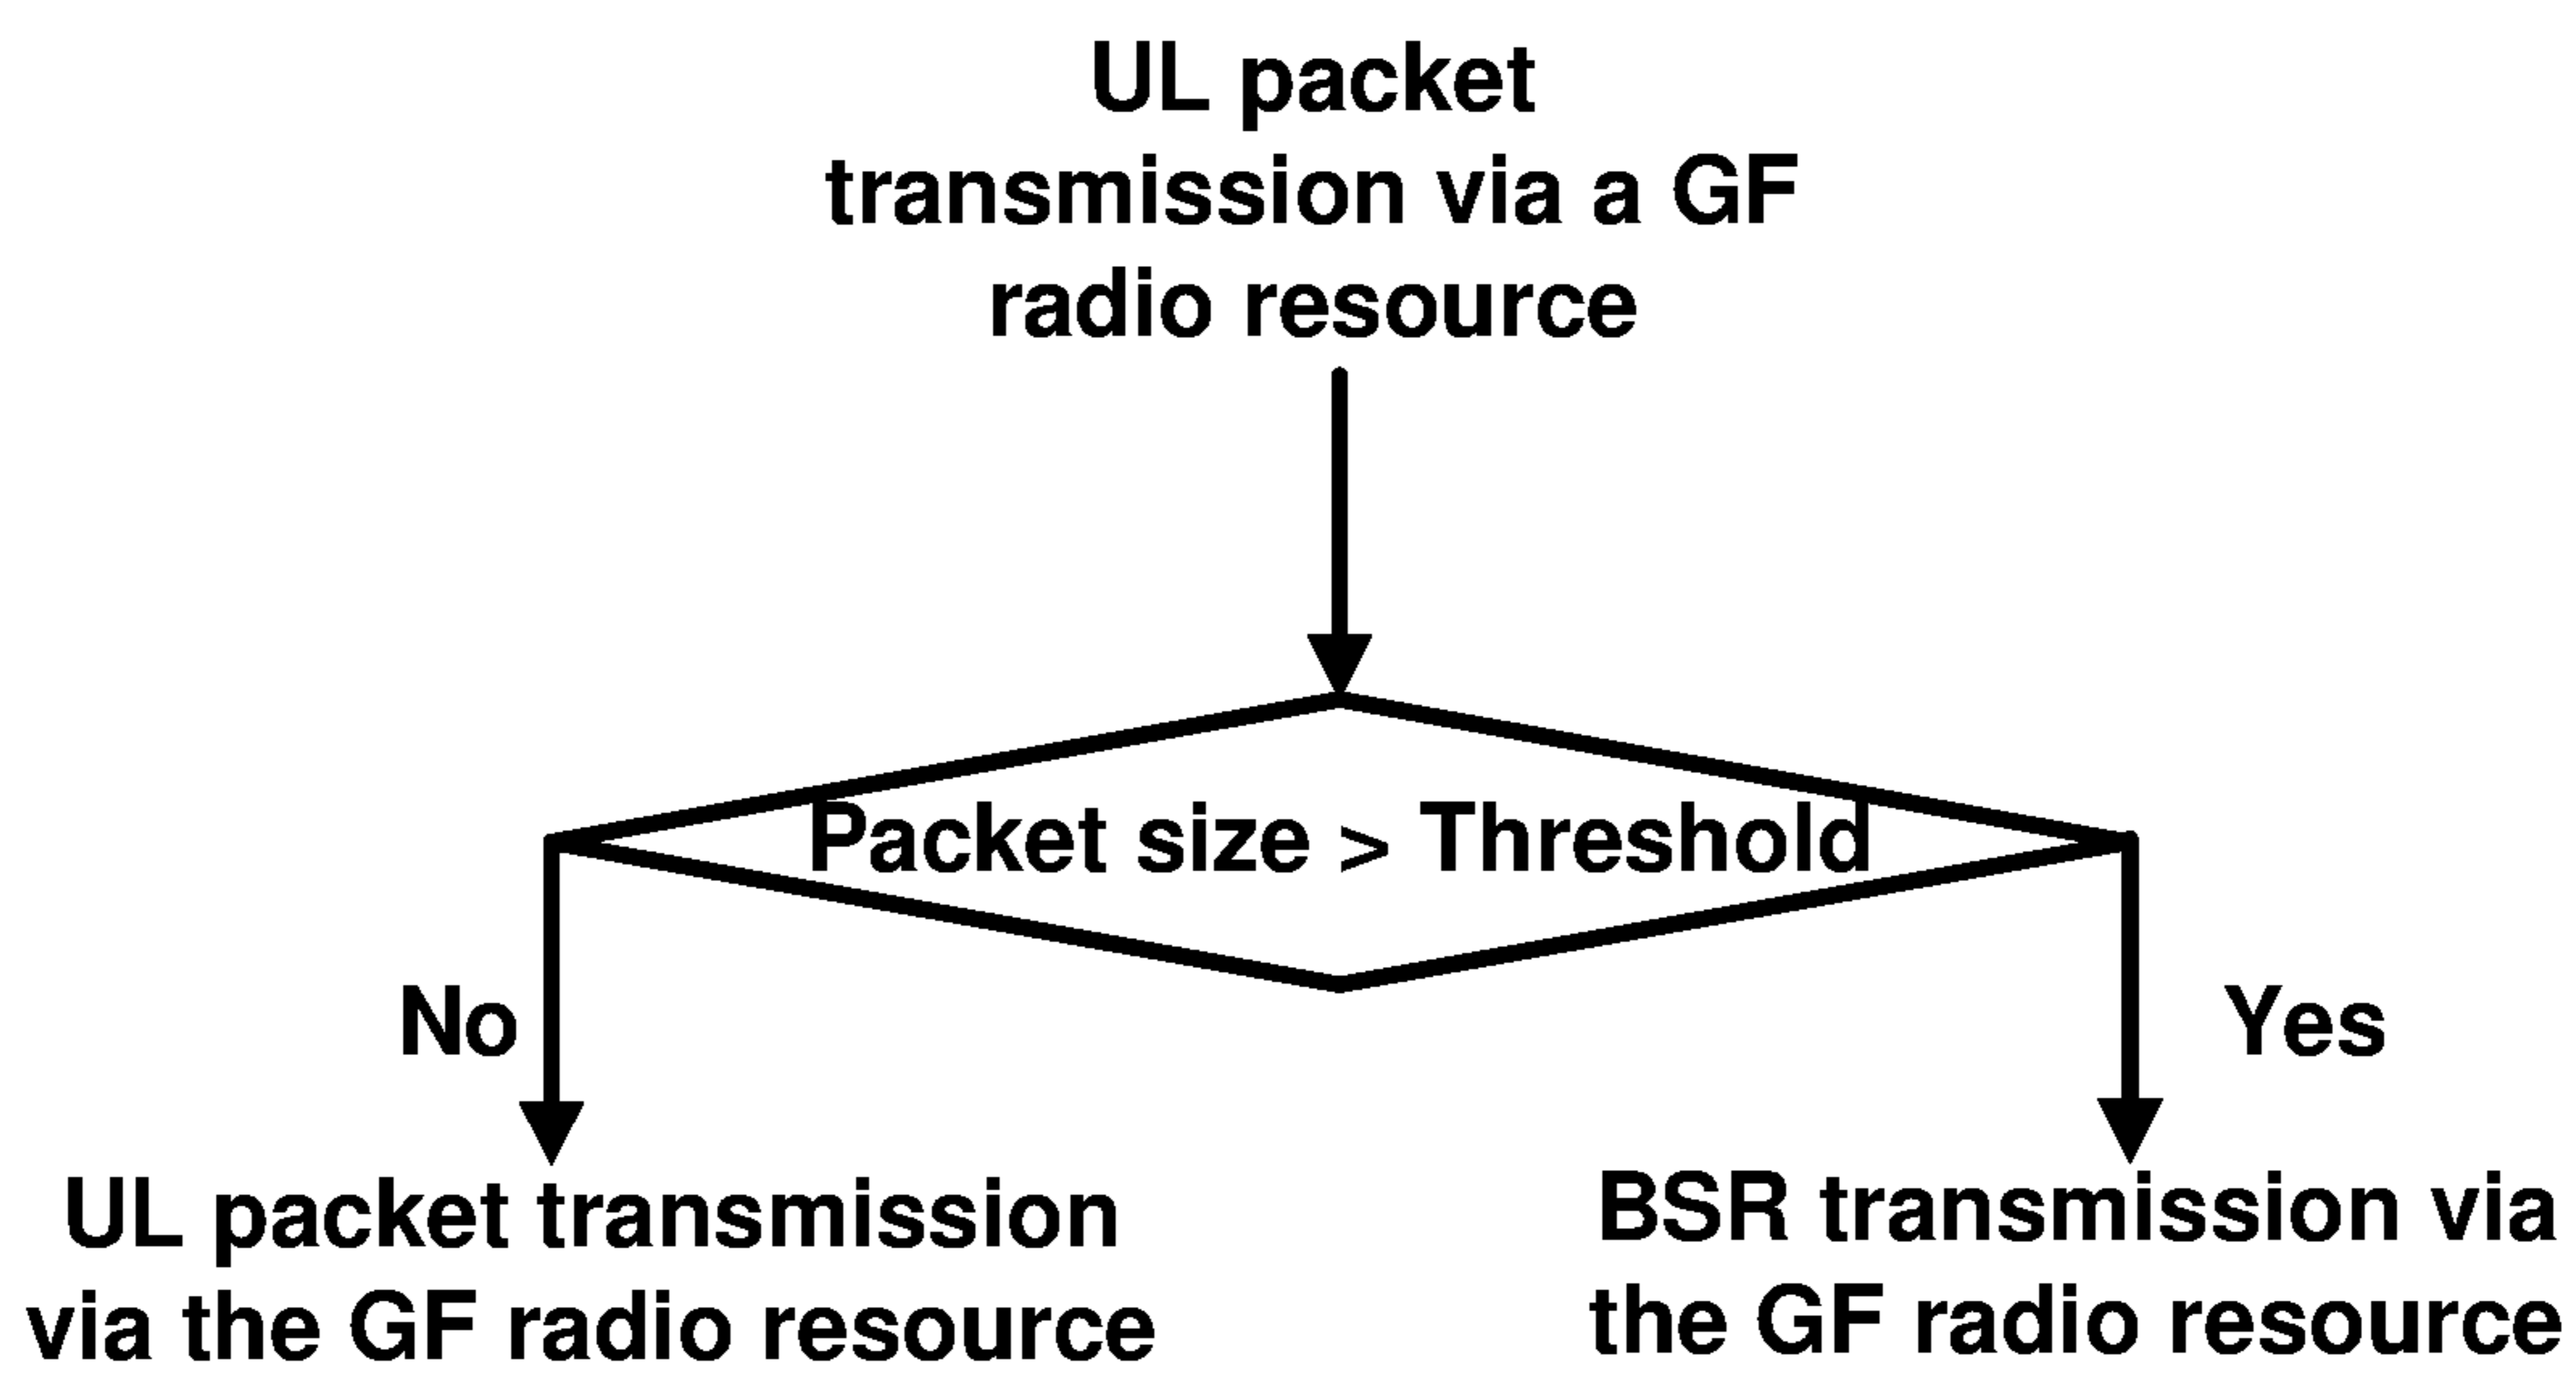 UL packet
transmission via a GF
radio resource
Packet size > Threshold
No
Yes
UL packet transmission
via the GF radio resource
BSR transmission via
the GF radio resource